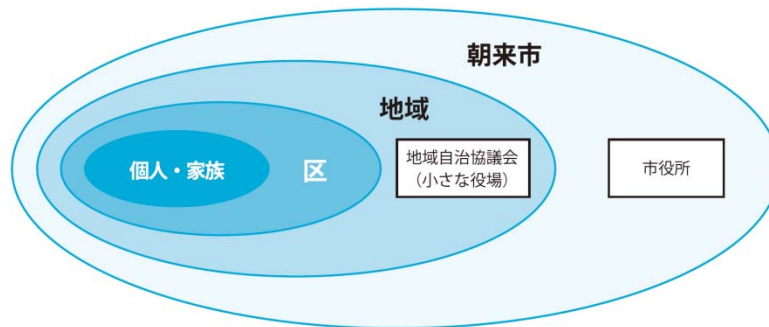 朝来市
地域
個人・家族
区
地域自治協議会
（小さな役場）
市役所